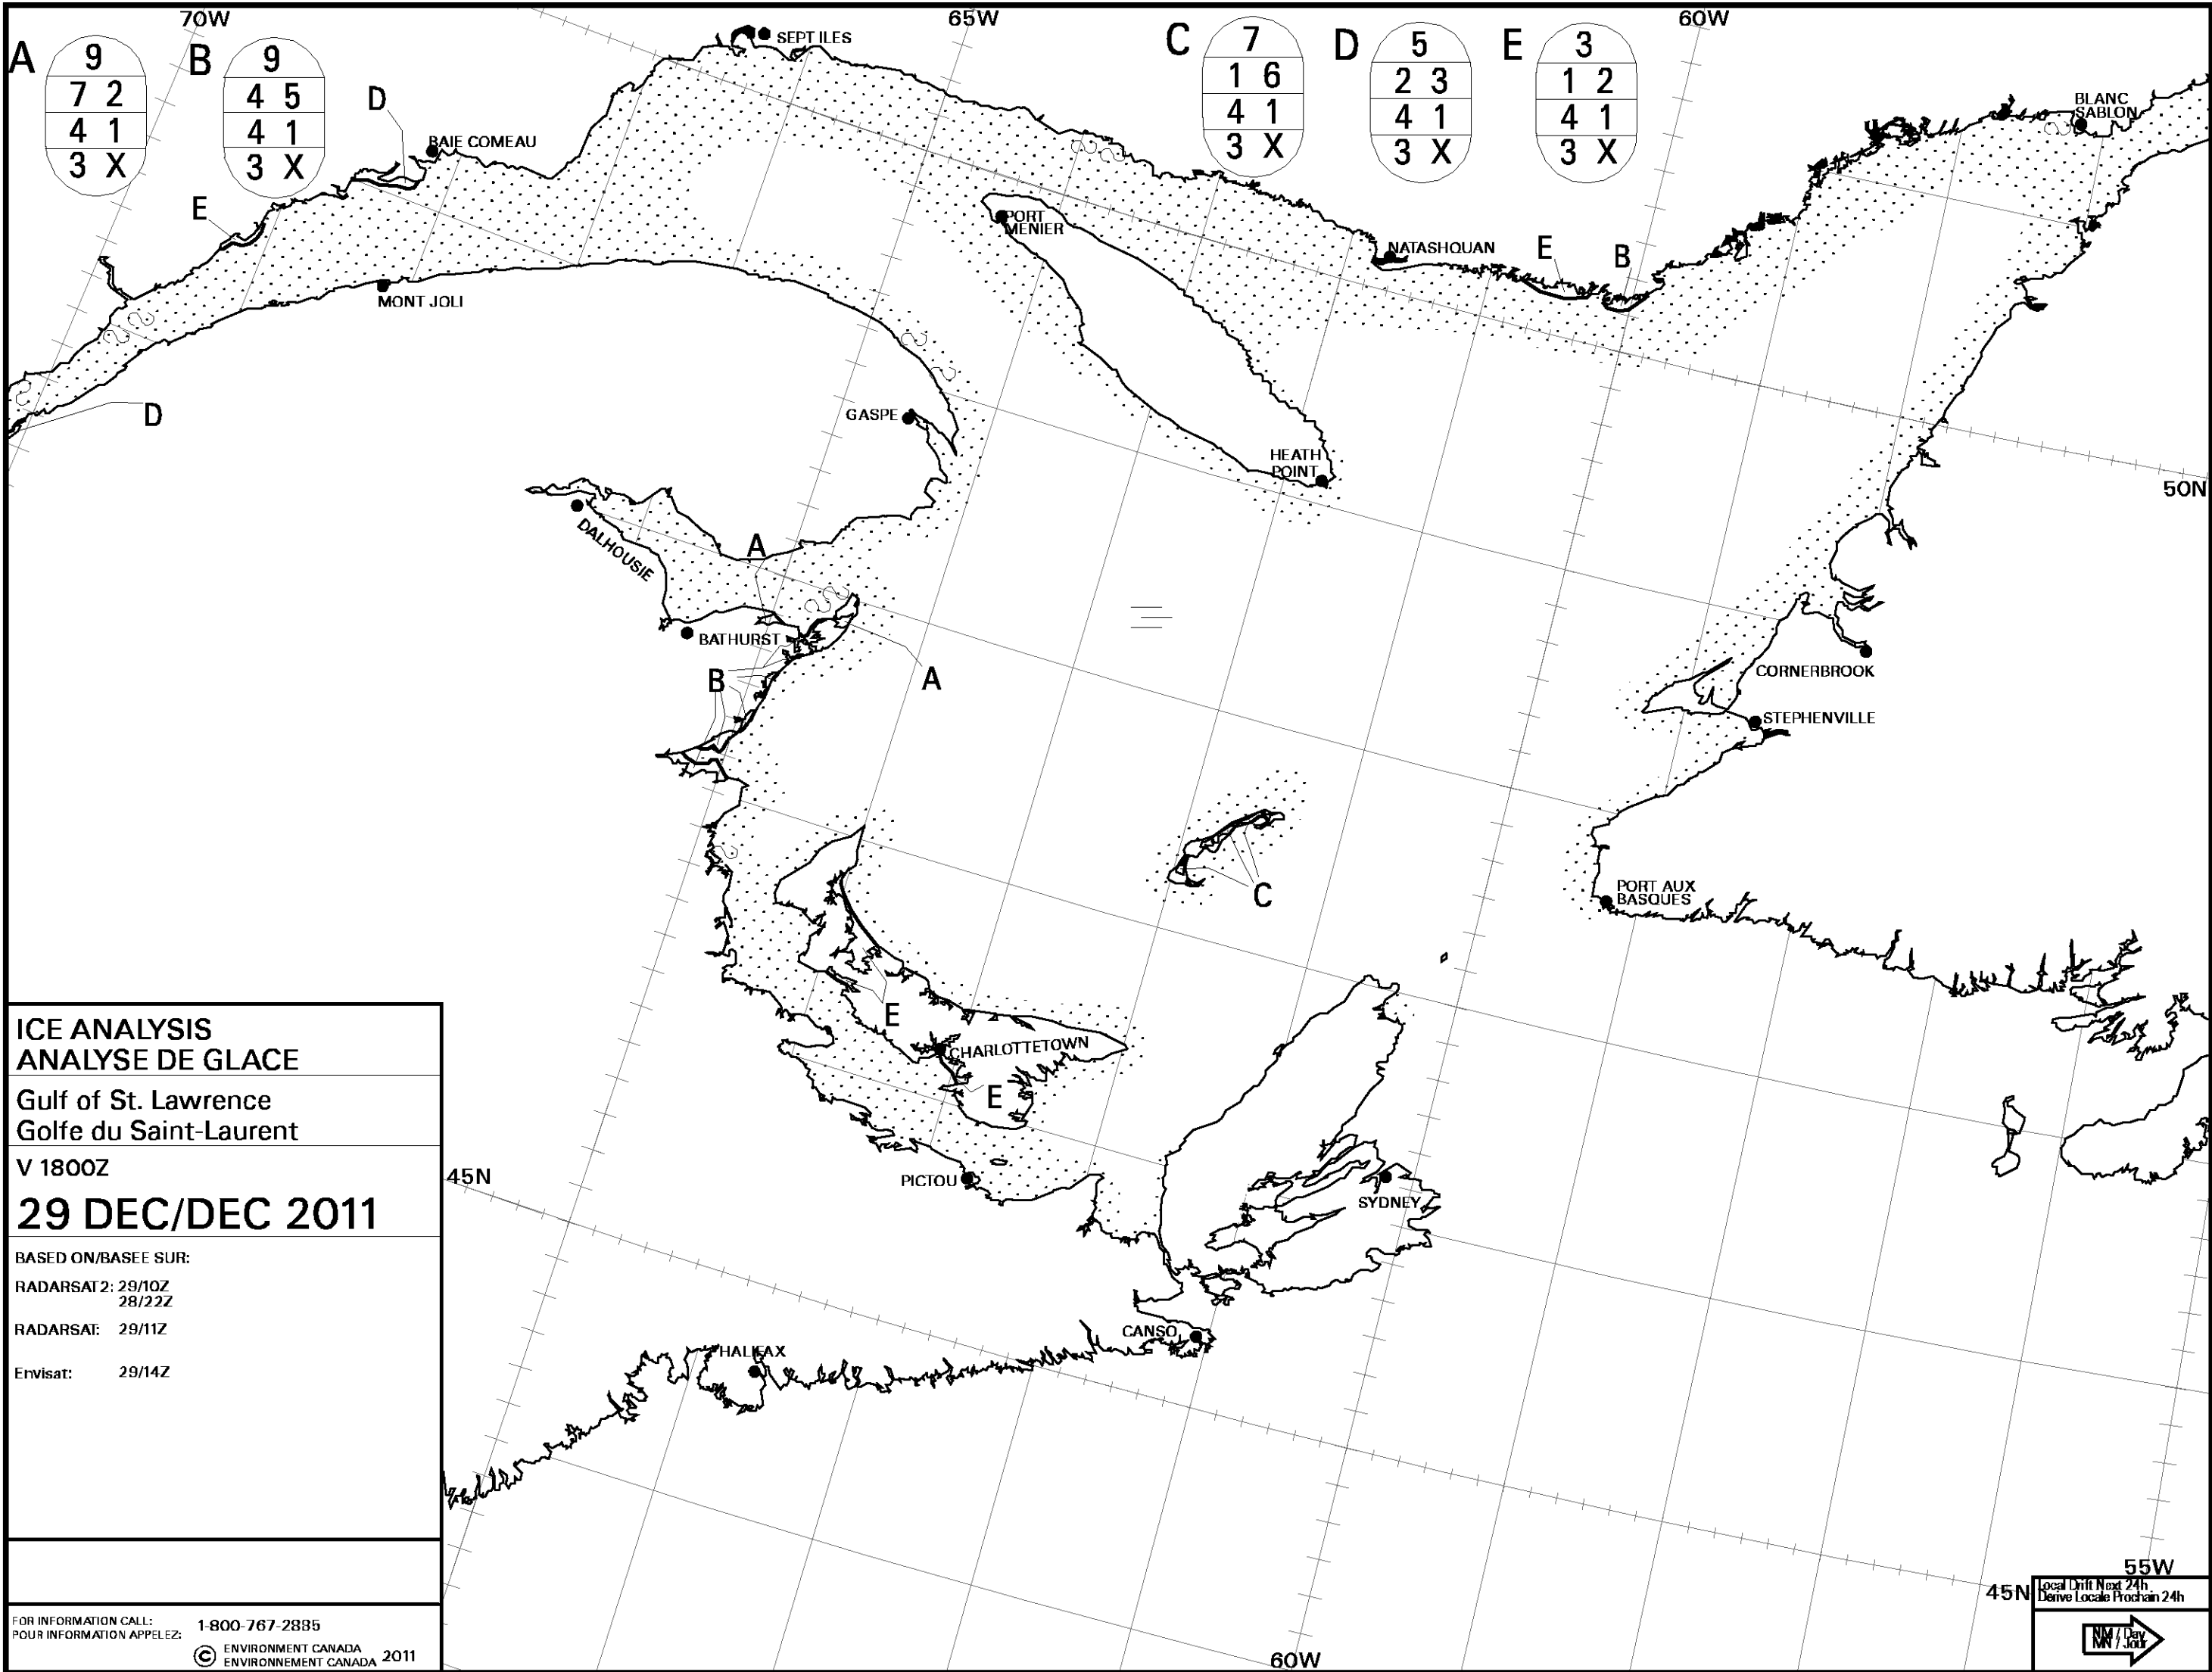 70W
65W
60W
A
9
7 2
4 1
3 X
B
9
4 5
4 1
3 X
C
7
1 6
4 1
3 X
D
5
2 3
4 1
3 X
E
3
1 2
4 1
3 X
SEPT ILES
D
BAIE COMEAU
BLANC
SABLON
E
PORT
MENIER
NATASHQUAN
E
B
MONT JOLI
D
GASPE
HEATH
POINT
50N
DALHOUSIE
A
BATHURST
B
A
CORNERBROOK
STEPHENVILLE
C
PORT AUX
BASQUES
E
CHARLOTTETOWN
E
PICTOU
SYDNEY
45N
CANSO
HALIFAX
ICE ANALYSIS
ANALYSE DE GLACE
Gulf of St. Lawrence
Golfe du Saint-Laurent
V 1800Z
29 DEC/DEC 2011
BASED ON/BASEE SUR:
RADARSAT2: 29/10Z
28/22Z
RADARSAT: 29/11Z
Envisat: 29/14Z
FOR INFORMATION CALL:
POUR INFORMATION APPELEZ:
1-800-767-2885
© ENVIRONMENT CANADA
ENVIRONNEMENT CANADA 2011
60W
55W
45N
Local Drift Next 24h
Derive Locale Prochain 24h
NM / Day
MN / Jour